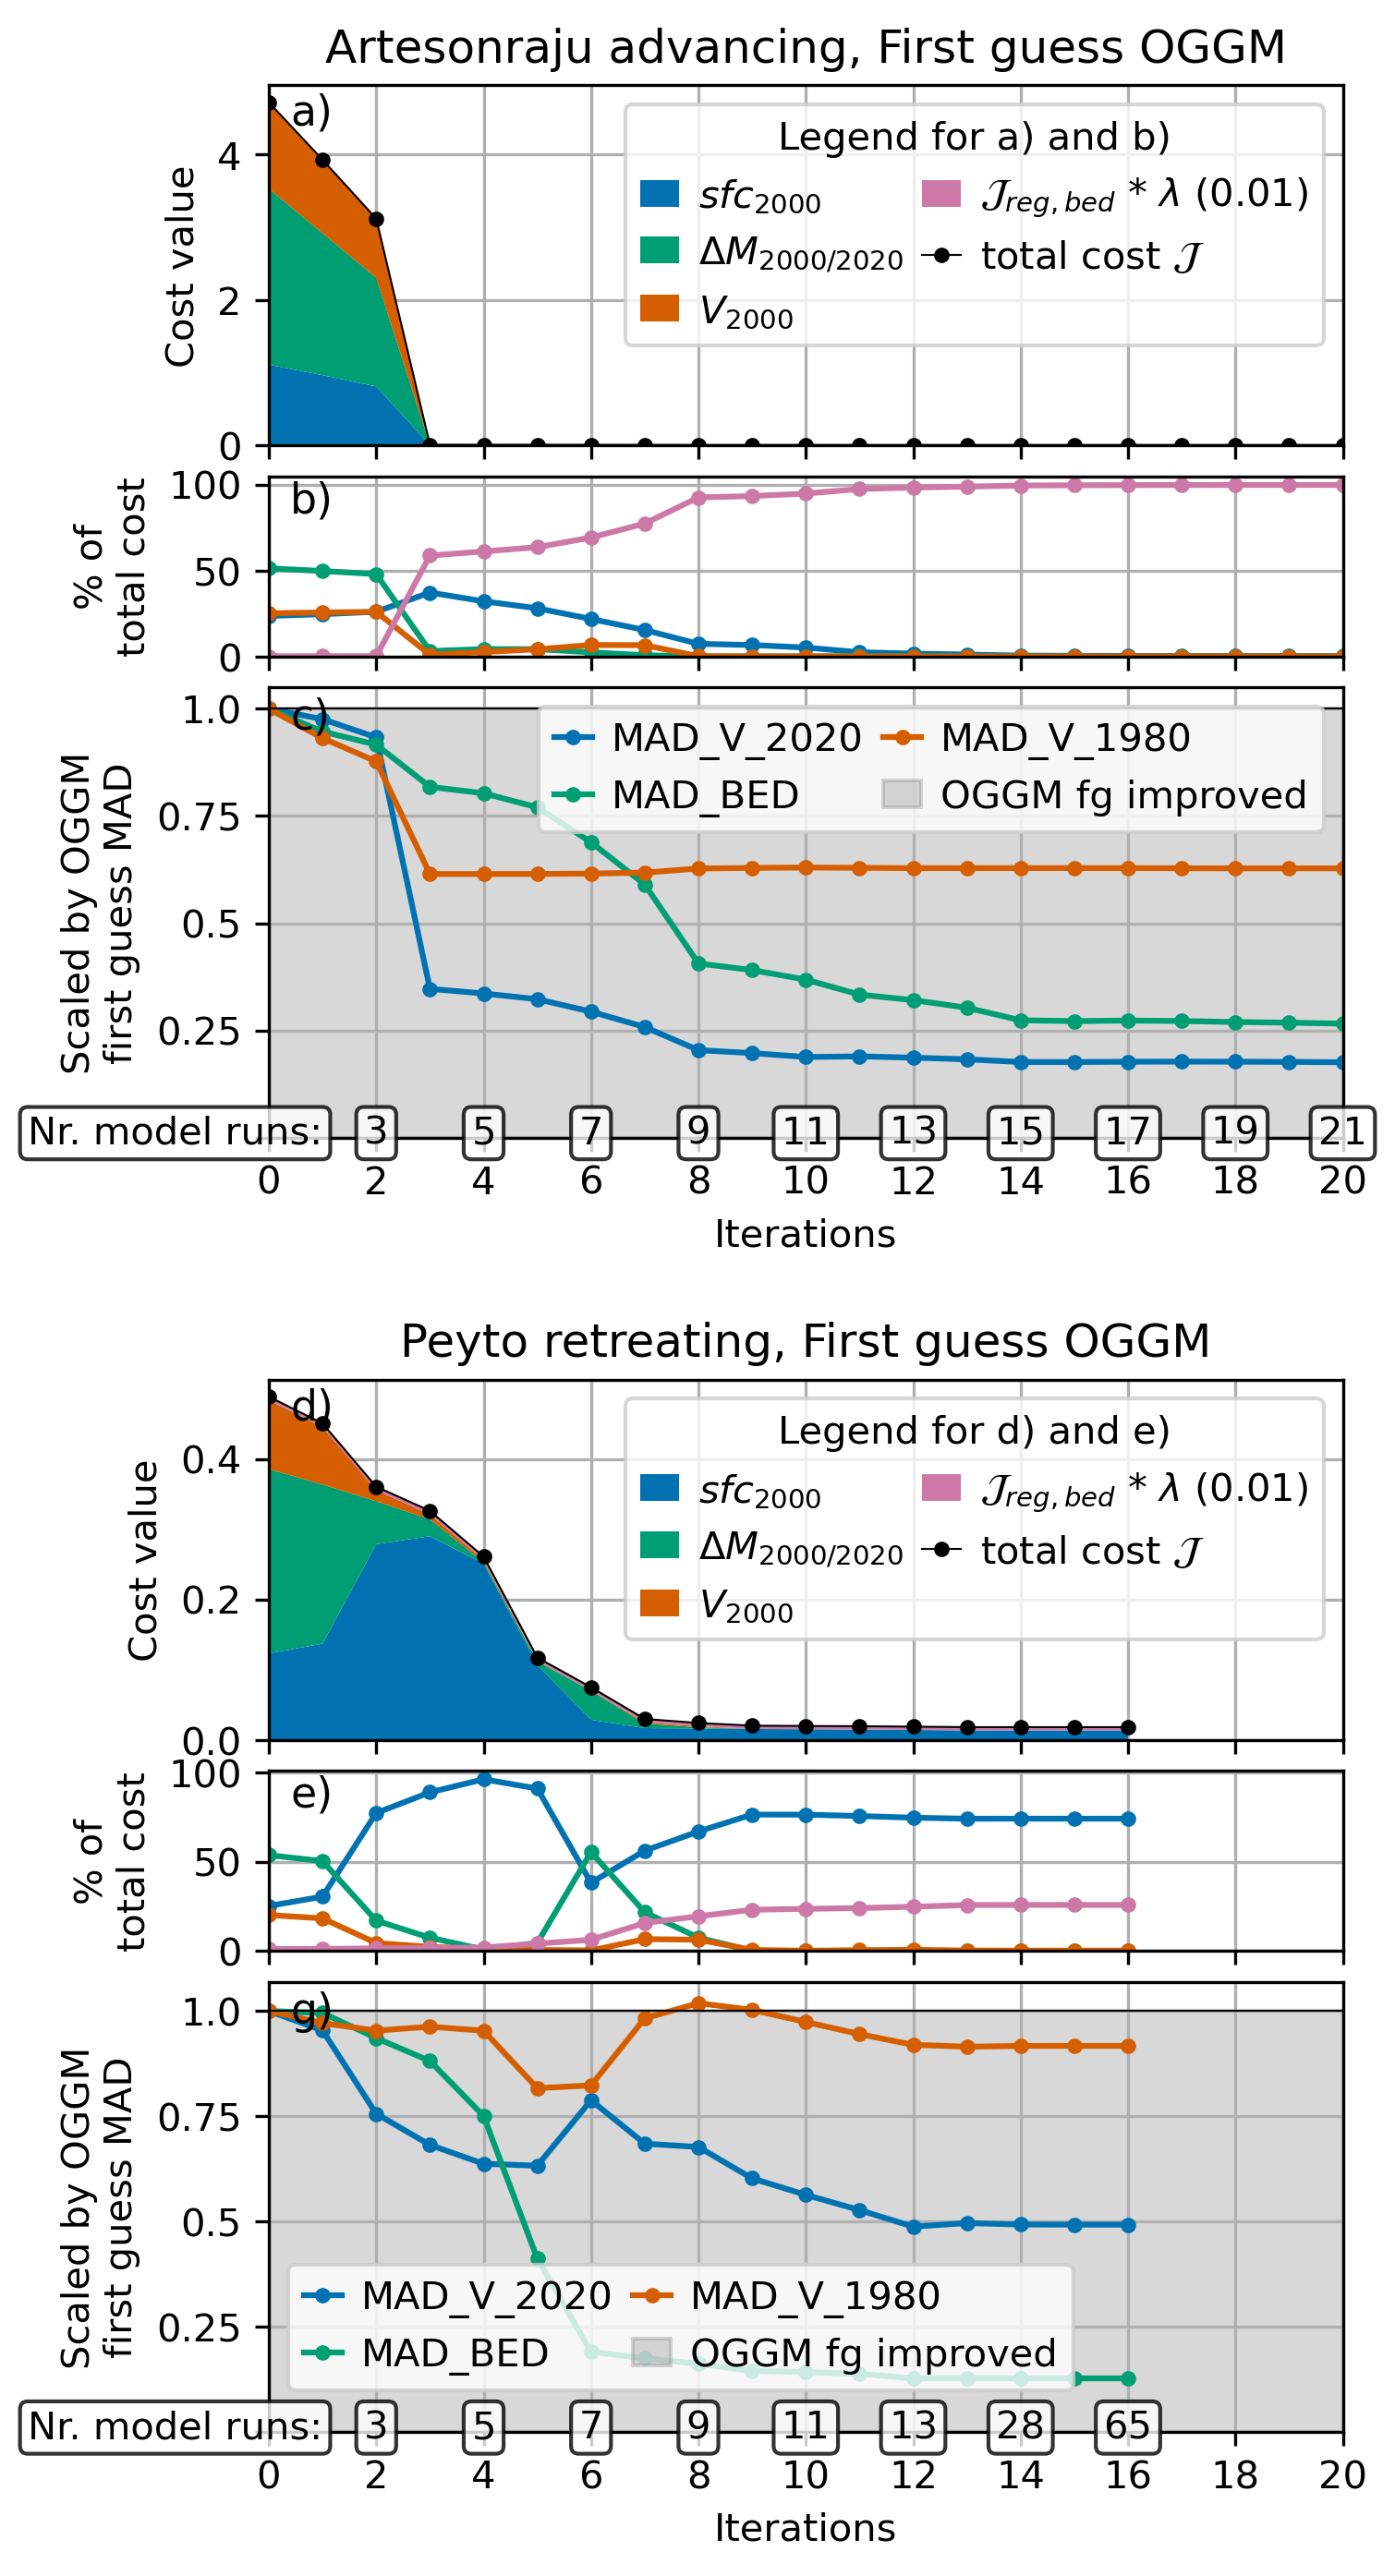 Artesonraju advancing, First guess OGGM
a)
Cost value
4
2
0
Legend for a) and b)
sfc₂₀₀₀
ΔM₂₀₀₀/₂₀₂₀
V₂₀₀₀
𝒥reg,bed * λ (0.01)
total cost 𝒥
b)
% of
total cost
100
50
0
c)
Scaled by OGGM
first guess MAD
1.0
0.75
0.5
0.25
MAD_V_2020
MAD_BED
MAD_V_1980
OGGM fg improved
Nr. model runs: 3 5 7 9 11 13 15 17 19 21
0 2 4 6 8 10 12 14 16 18 20
Iterations
Peyto retreating, First guess OGGM
d)
Cost value
0.4
0.2
0.0
Legend for d) and e)
sfc₂₀₀₀
ΔM₂₀₀₀/₂₀₂₀
V₂₀₀₀
𝒥reg,bed * λ (0.01)
total cost 𝒥
e)
% of
total cost
100
50
0
g)
Scaled by OGGM
first guess MAD
1.0
0.75
0.5
0.25
MAD_V_2020
MAD_BED
MAD_V_1980
OGGM fg improved
Nr. model runs: 3 5 7 9 11 13 28 65
0 2 4 6 8 10 12 14 16 18 20
Iterations